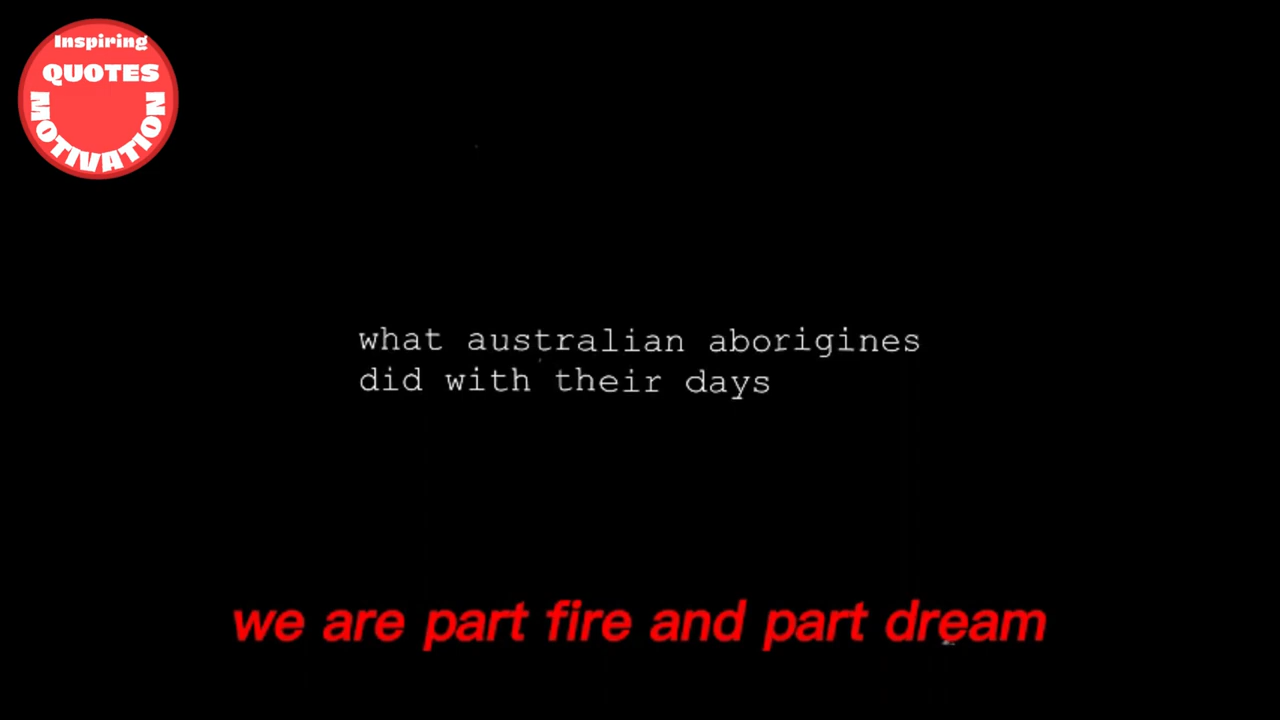 Inspiring
QUOTES
MOTIVATION
what australian aborigines
did with their days
we are part fire and part dream